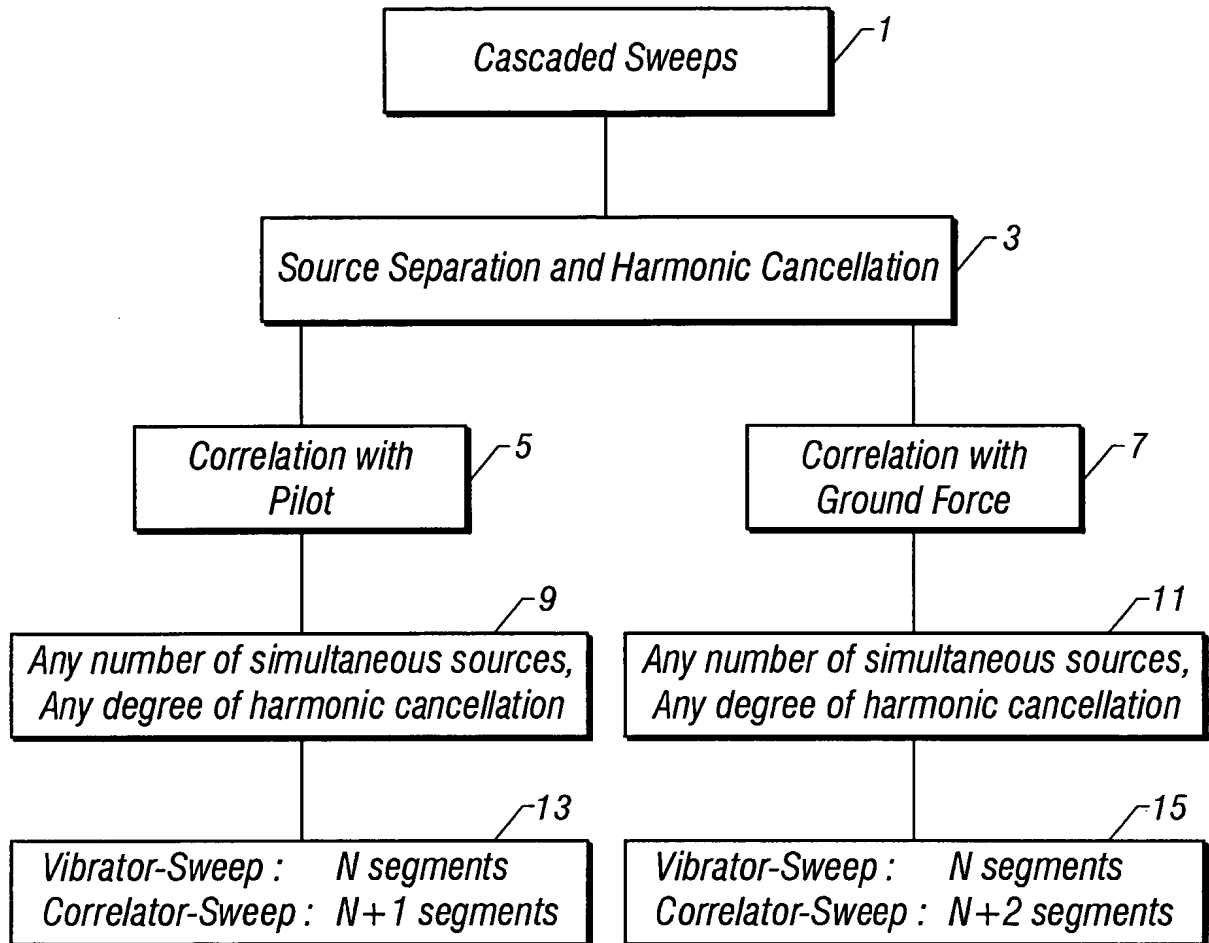 1
Cascaded Sweeps
3
Source Separation and Harmonic Cancellation
5
Correlation with
Pilot
7
Correlation with
Ground Force
9
Any number of simultaneous sources,
Any degree of harmonic cancellation
11
Any number of simultaneous sources,
Any degree of harmonic cancellation
13
Vibrator-Sweep : N segments
Correlator-Sweep : N+1 segments
15
Vibrator-Sweep : N segments
Correlator-Sweep : N+2 segments